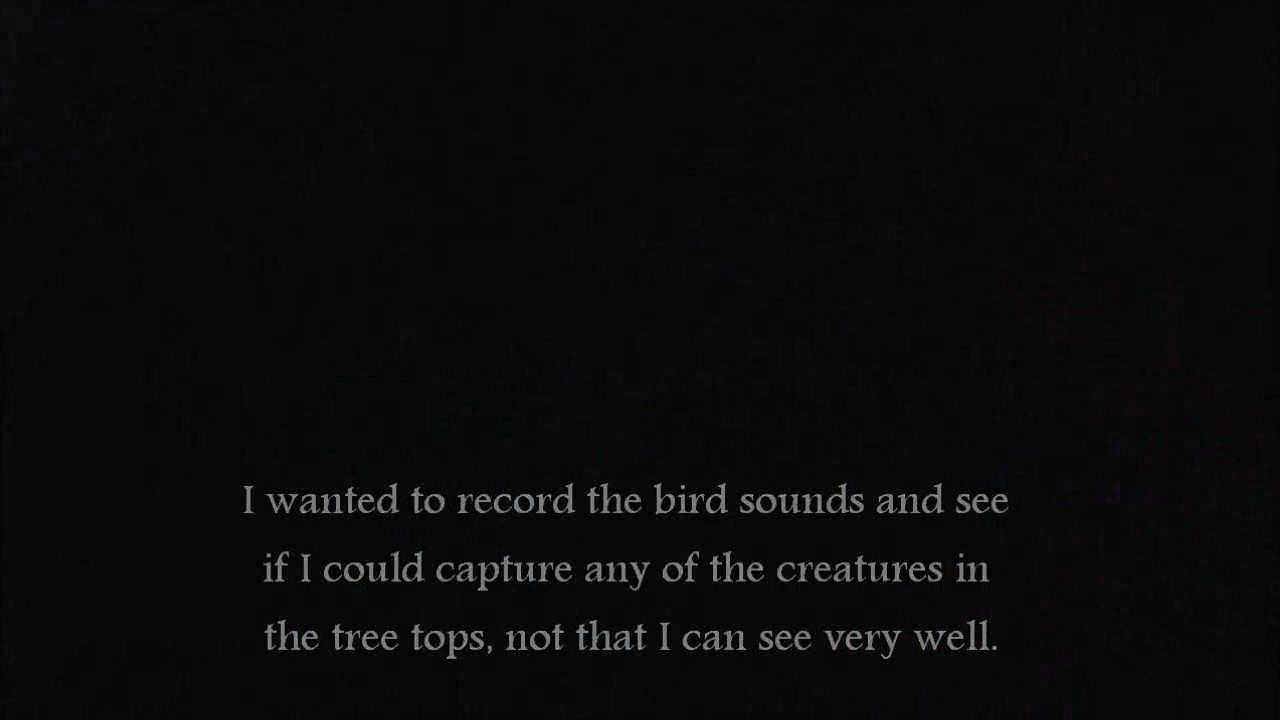 I wanted to record the bird sounds and see
if I could capture any of the creatures in
the tree tops, not that I can see very well.